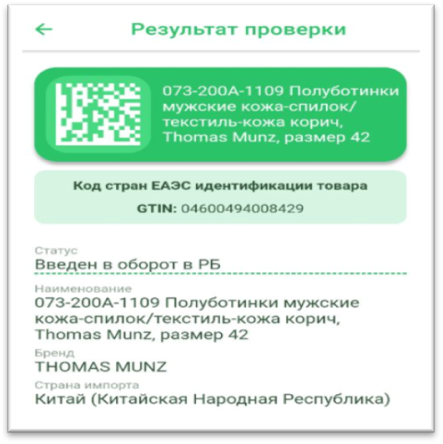 Результат проверки
073-200А-1109 Полуботинки
мужские кожа-спилок/
текстиль-кожа корич,
Thomas Munz, размер 42
Код стран ЕАЭС идентификации товара
GTIN: 04600494008429
Статус
Введен в оборот в РБ
Наименование
073-200А-1109 Полуботинки мужские
кожа-спилок/текстиль-кожа корич,
Thomas Munz, размер 42
Бренд
THOMAS MUNZ
Страна импорта
Китай (Китайская Народная Республика)